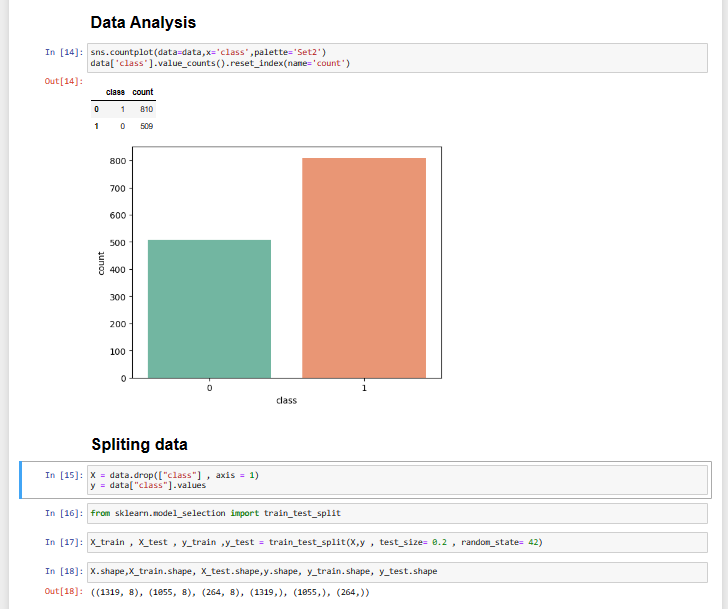 Data Analysis
In [14]: sns.countplot(data=data,x='class',palette='Set2')
data['class'].value_counts().reset_index(name='count')
Out[14]:
class count
0 1 810
1 0 509
800
700
600
500
400
300
200
100
0
count
0 1
class
Spliting data
In [15]: X = data.drop(["class"] , axis = 1)
y = data["class"].values
In [16]: from sklearn.model_selection import train_test_split
In [17]: X_train , X_test , y_train ,y_test = train_test_split(X,y , test_size= 0.2 , random_state= 42)
In [18]: X.shape,X_train.shape, X_test.shape,y.shape, y_train.shape, y_test.shape
Out[18]: ((1319, 8), (1055, 8), (264, 8), (1319,), (1055,), (264,))